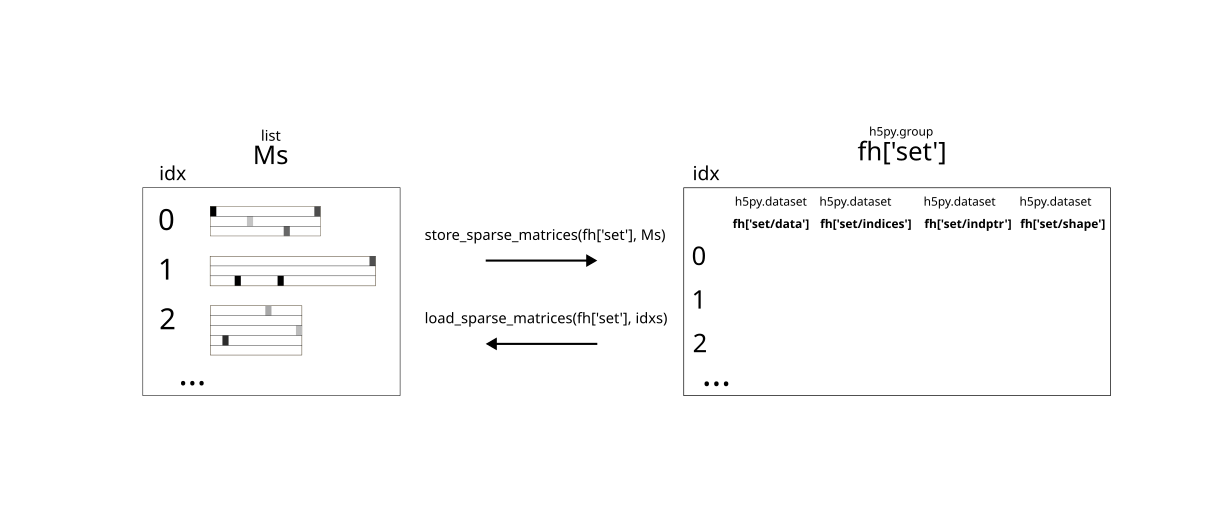 list
Ms
idx
0
1
2
...
store_sparse_matrices(fh['set'], Ms)
load_sparse_matrices(fh['set'], idxs)
h5py.group
fh['set']
idx
h5py.dataset h5py.dataset h5py.dataset h5py.dataset
fh['set/data'] fh['set/indices'] fh['set/indptr'] fh['set/shape']
0
1
2
...